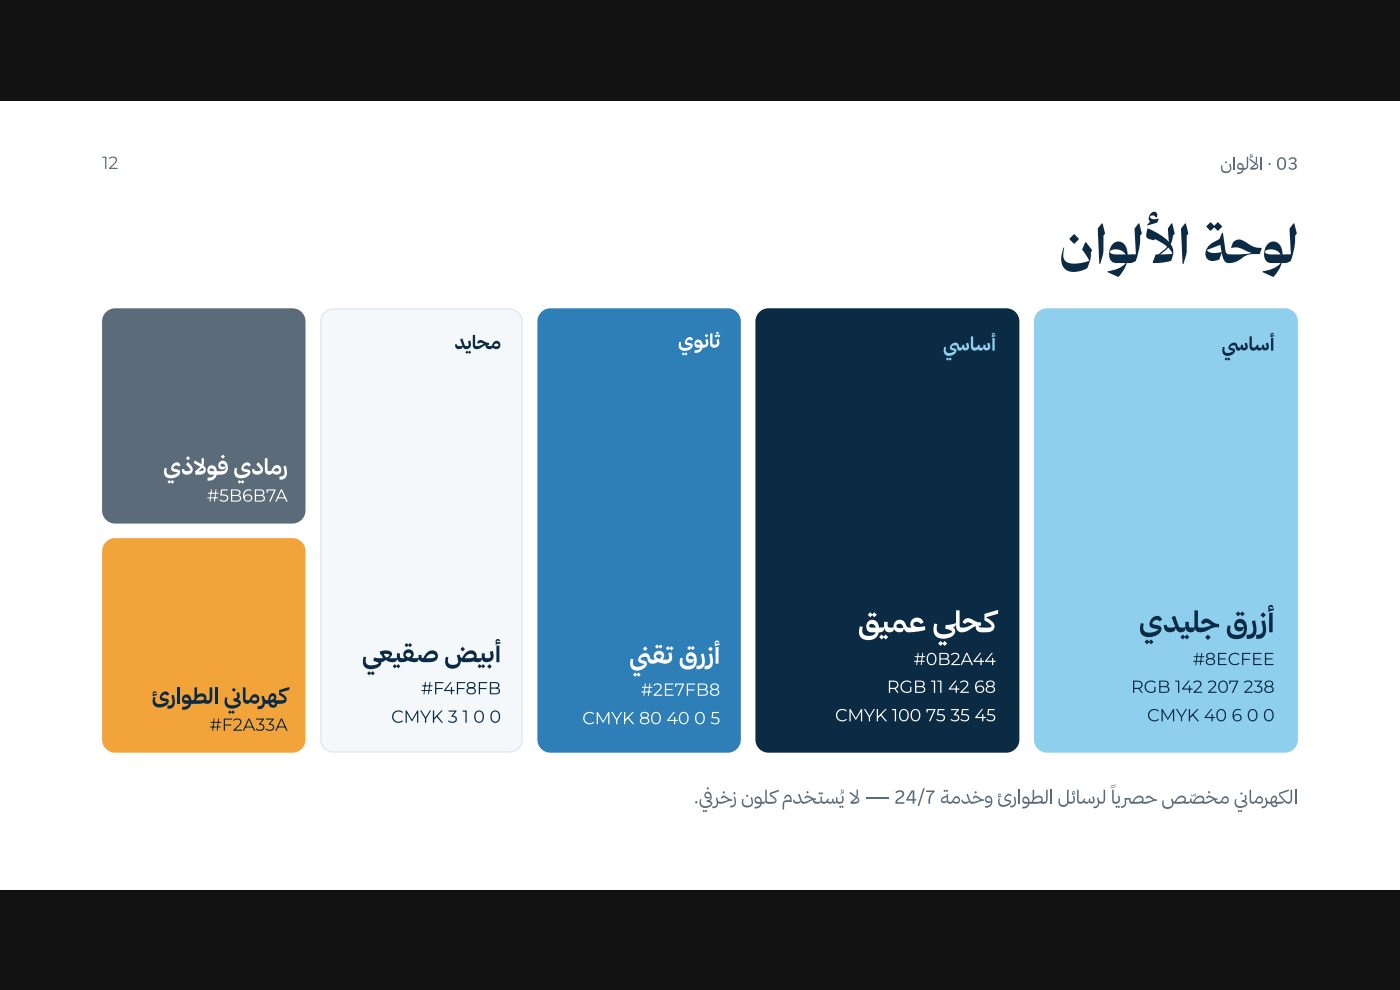 03 · الألوان
12
لوحة الألوان
أساسي
أزرق جليدي
#8ECFEE
RGB 142 207 238
CMYK 40 6 0 0
أساسي
كحلي عميق
#0B2A44
RGB 11 42 68
CMYK 100 75 35 45
ثانوي
أزرق تقني
#2E7FB8
CMYK 80 40 0 5
محايد
أبيض صقيعي
#F4F8FB
CMYK 3 1 0 0
رمادي فولاذي
#5B6B7A
كهرماني الطوارئ
#F2A33A
الكهرماني مخصّص حصرياً لرسائل الطوارئ وخدمة 24/7 — لا يُستخدم كلون زخرفي.